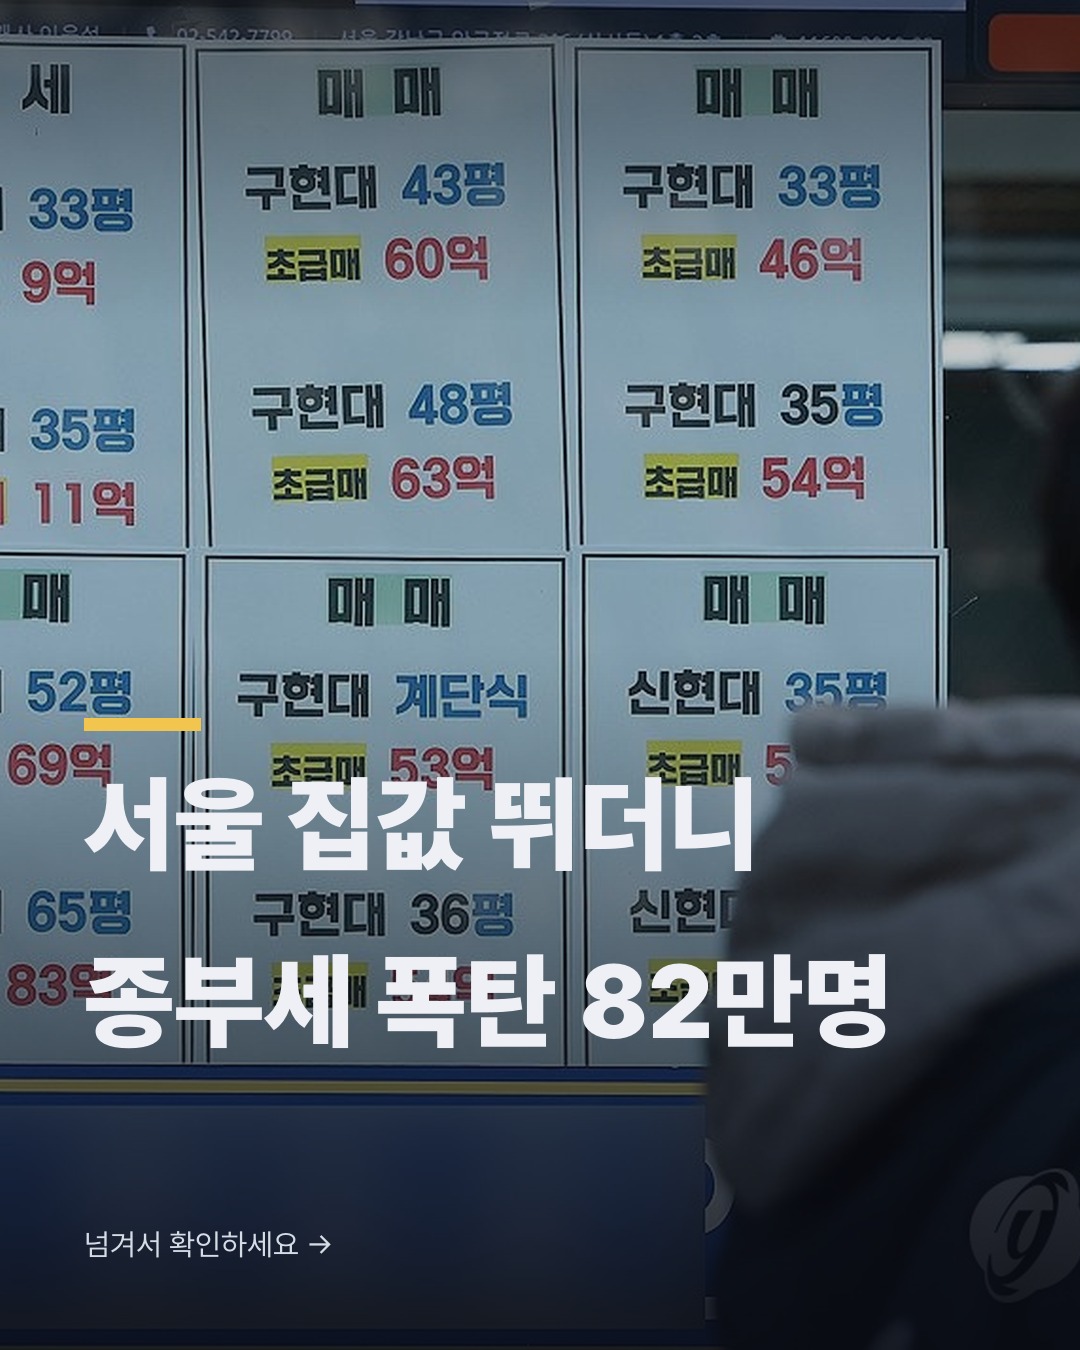 02-542-7799
세
33평
9억
35평
11억
매 매
구현대 43평
초급매 60억
구현대 48평
초급매 63억
매 매
구현대 33평
초급매 46억
구현대 35평
초급매 54억
매
52평
69억
65평
83
매 매
구현대 계단식
초급매 53억
구현대 36평
매 매
신현대 35평
초급매
서울 집값 뛰더니
종부세 폭탄 82만명
넘겨서 확인하세요 →